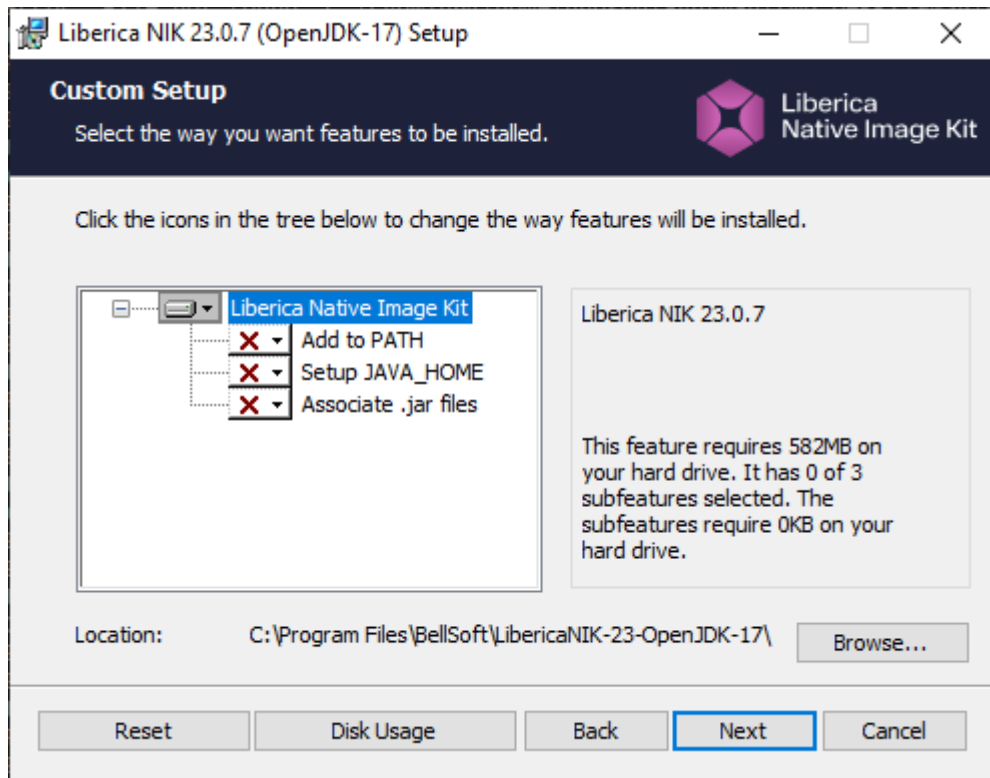 Liberica NIK 23.0.7 (OpenJDK-17) Setup
Custom Setup
Select the way you want features to be installed.
Liberica
Native Image Kit
Click the icons in the tree below to change the way features will be installed.
Liberica Native Image Kit
Add to PATH
Setup JAVA_HOME
Associate .jar files
Liberica NIK 23.0.7
This feature requires 582MB on
your hard drive. It has 0 of 3
subfeatures selected. The
subfeatures require 0KB on your
hard drive.
Location: C:\Program Files\BellSoft\LibericaNIK-23-OpenJDK-17\ Browse...
Reset Disk Usage Back Next Cancel